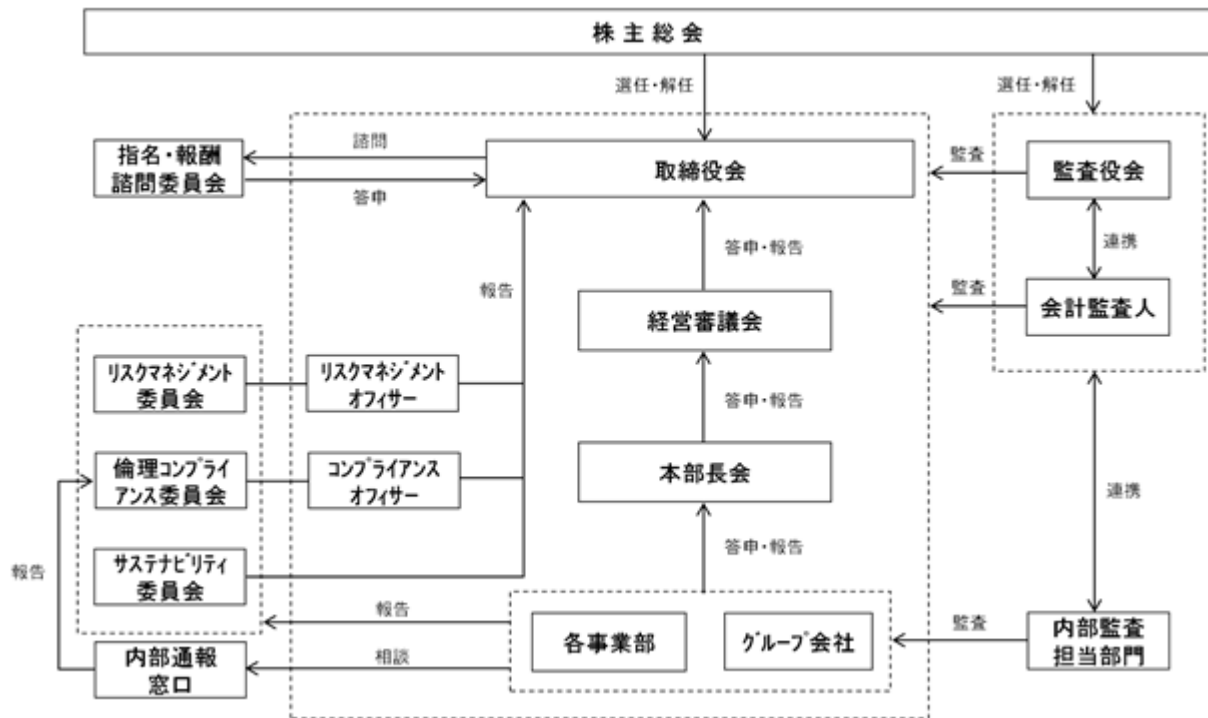 株主総会
選任・解任
選任・解任
指名・報酬
諮問委員会
諮問
答申
取締役会
監査
監査役会
連携
答申・報告
報告
経営審議会
監査
会計監査人
リスクマネジメント
委員会
リスクマネジメント
オフィサー
答申・報告
倫理コンプライ
アンス委員会
コンプライアンス
オフィサー
本部長会
連携
答申・報告
サステナビリティ
委員会
報告
報告
各事業部
グループ会社
監査
内部監査
担当部門
内部通報
窓口
相談